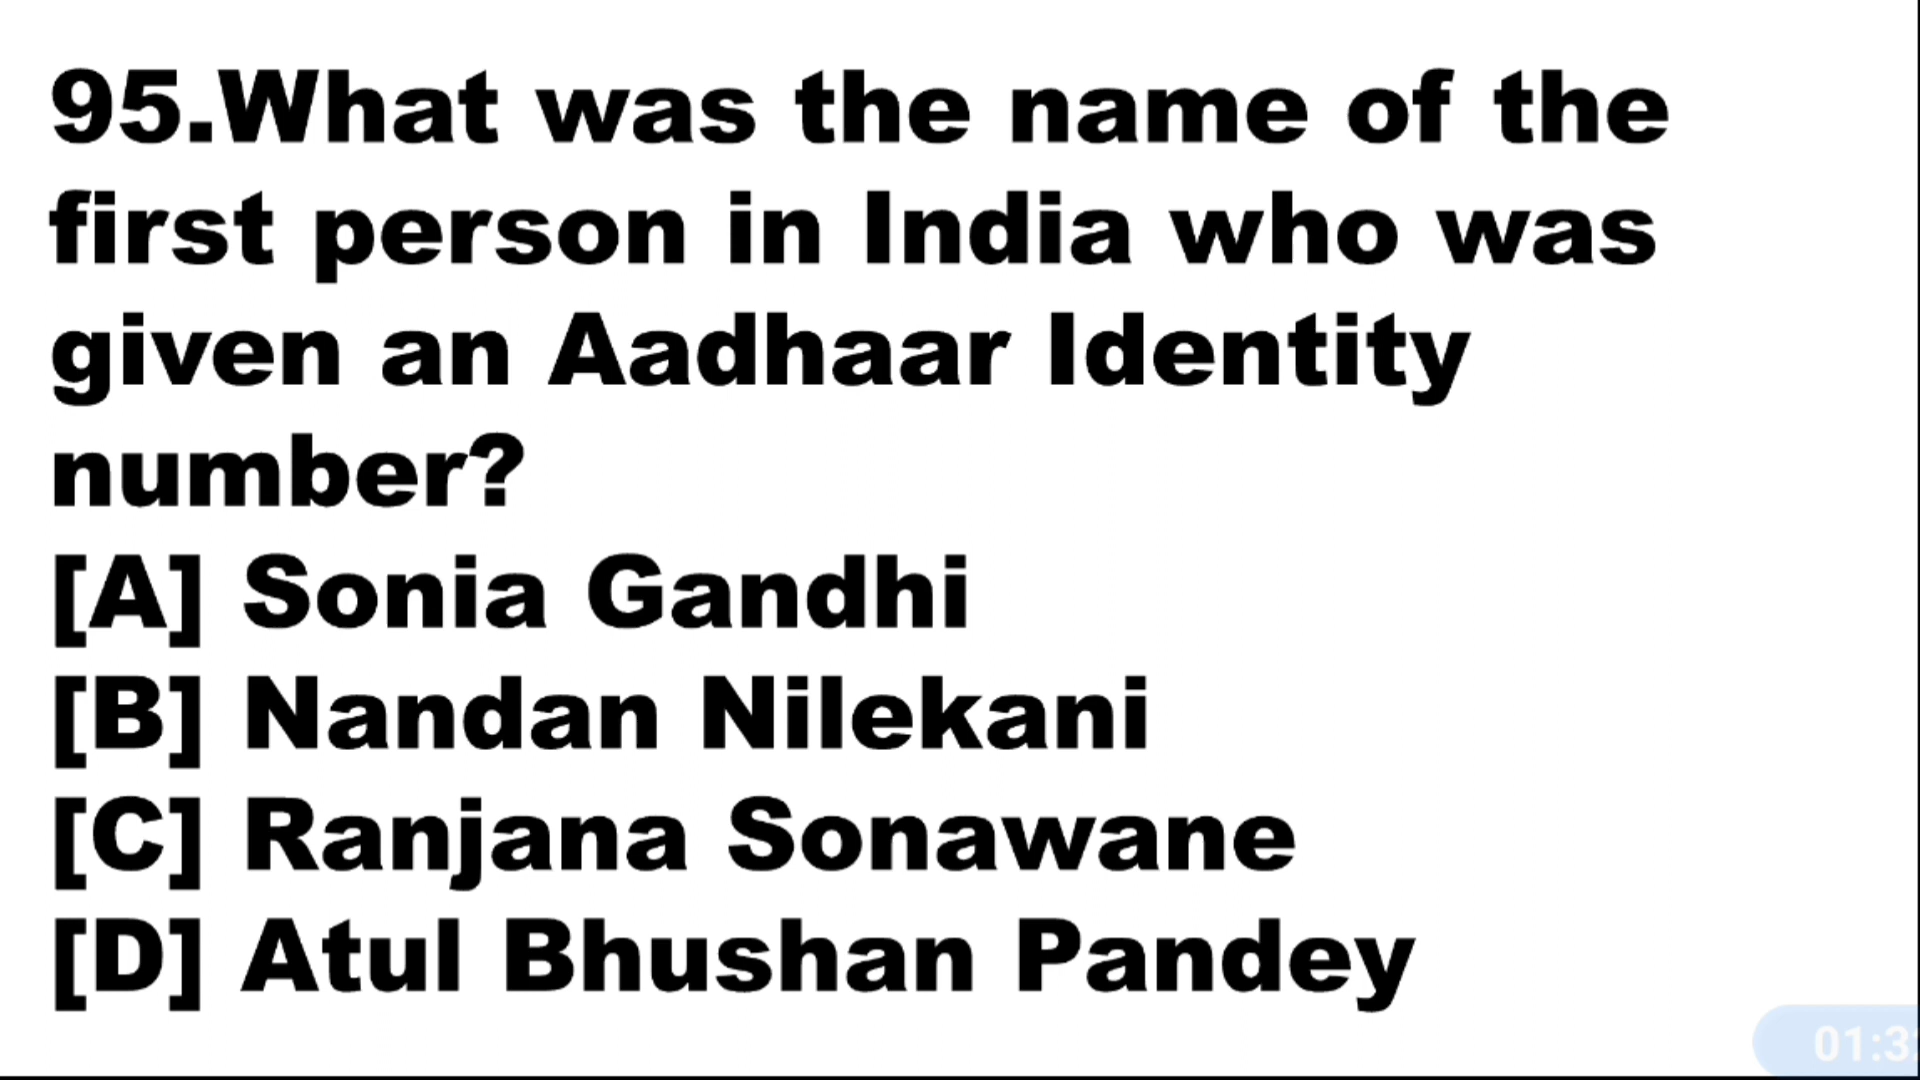 95.What was the name of the
first person in India who was
given an Aadhaar Identity
number?
[A] Sonia Gandhi
[B] Nandan Nilekani
[C] Ranjana Sonawane
[D] Atul Bhushan Pandey